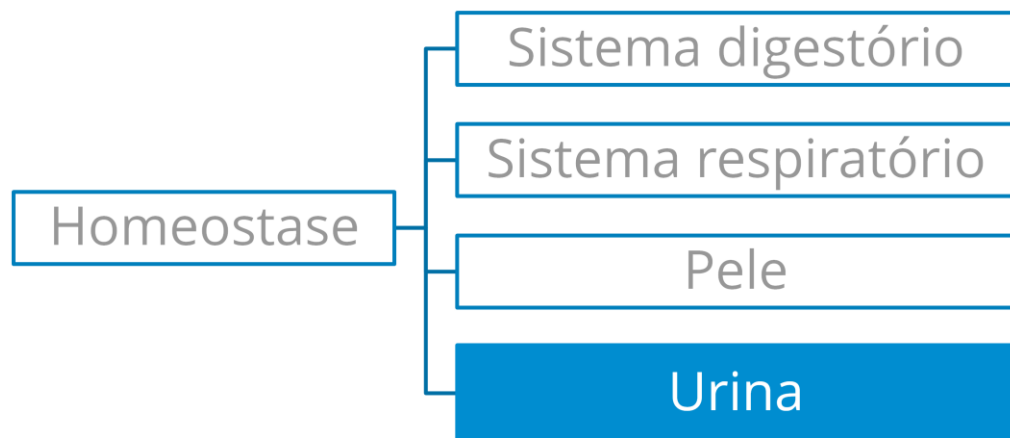 Sistema digestório
Sistema respiratório
Homeostase
Pele
Urina